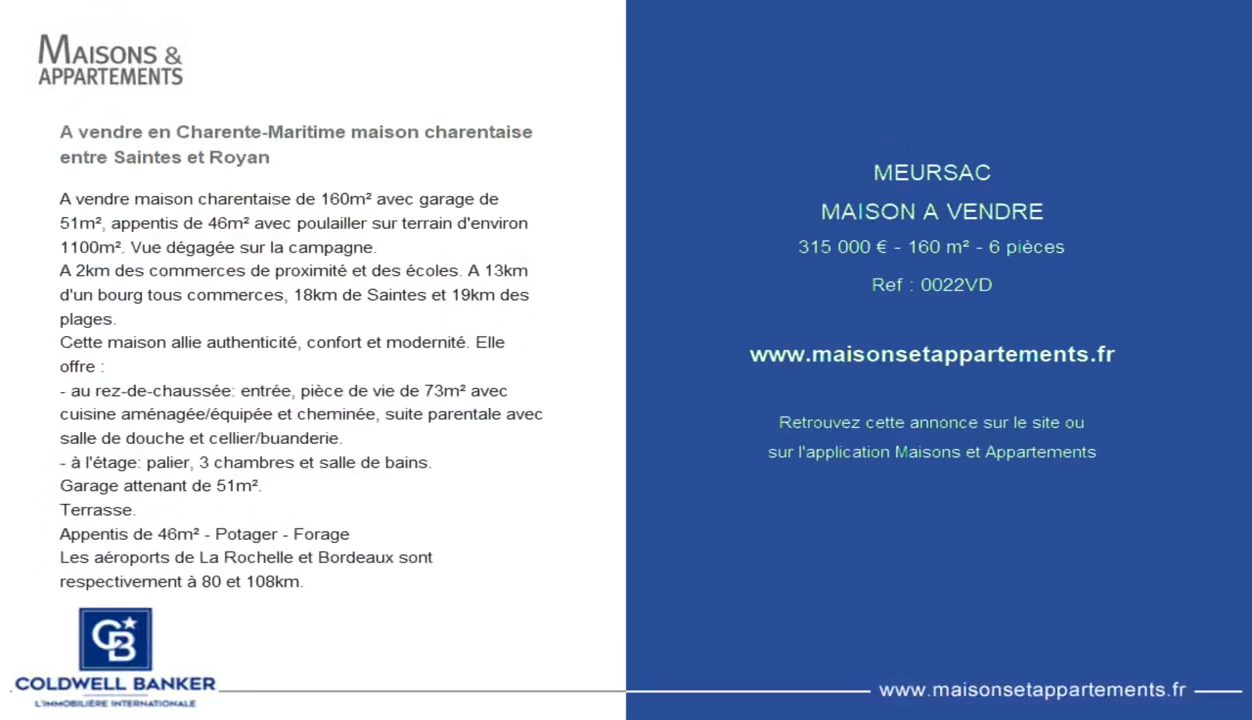 MAISONS &
APPARTEMENTS
A vendre en Charente-Maritime maison charentaise
entre Saintes et Royan
A vendre maison charentaise de 160m² avec garage de
51m², appentis de 46m² avec poulailler sur terrain d'environ
1100m². Vue dégagée sur la campagne.
A 2km des commerces de proximité et des écoles. A 13km
d'un bourg tous commerces, 18km de Saintes et 19km des
plages.
Cette maison allie authenticité, confort et modernité. Elle
offre :
- au rez-de-chaussée: entrée, pièce de vie de 73m² avec
cuisine aménagée/équipée et cheminée, suite parentale avec
salle de douche et cellier/buanderie.
- à l'étage: palier, 3 chambres et salle de bains.
Garage attenant de 51m².
Terrasse.
Appentis de 46m² - Potager - Forage
Les aéroports de La Rochelle et Bordeaux sont
respectivement à 80 et 108km.
CB
COLDWELL BANKER
L'IMMOBILIÈRE INTERNATIONALE
MEURSAC
MAISON A VENDRE
315 000 € - 160 m² - 6 pièces
Ref : 0022VD
www.maisonsetappartements.fr
Retrouvez cette annonce sur le site ou
sur l'application Maisons et Appartements
www.maisonsetappartements.fr